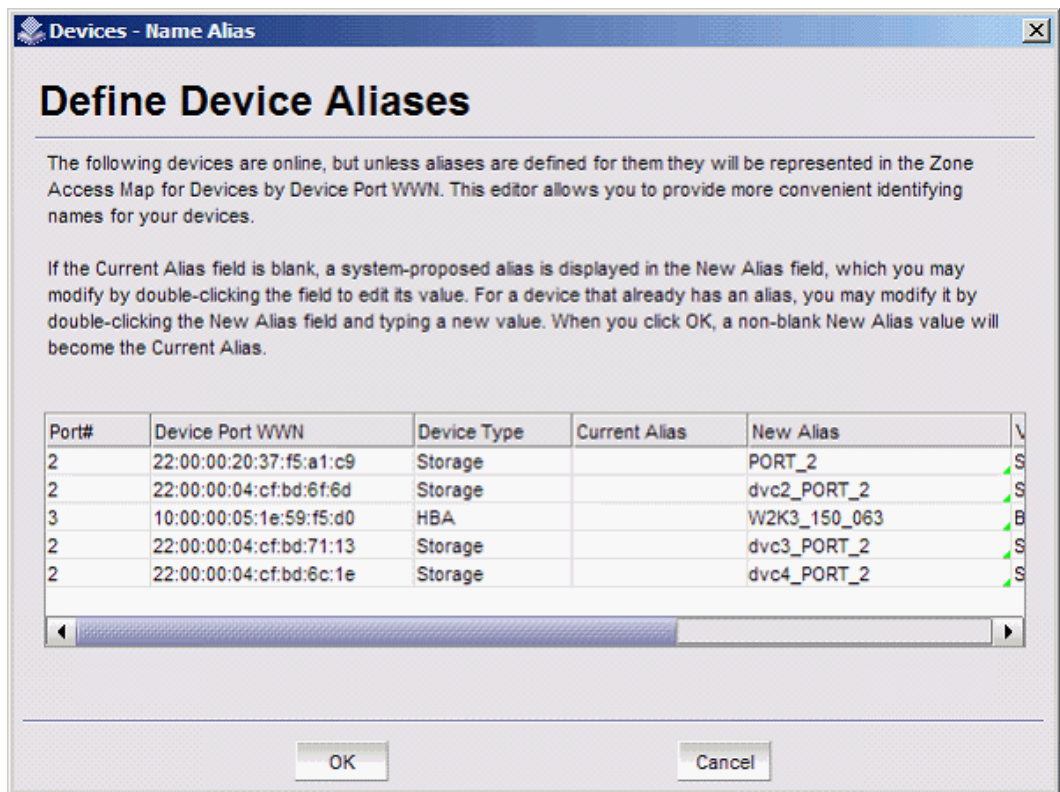 Devices - Name Alias
Define Device Aliases
The following devices are online, but unless aliases are defined for them they will be represented in the Zone
Access Map for Devices by Device Port WWN. This editor allows you to provide more convenient identifying
names for your devices.
If the Current Alias field is blank, a system-proposed alias is displayed in the New Alias field, which you may
modify by double-clicking the field to edit its value. For a device that already has an alias, you may modify it by
double-clicking the New Alias field and typing a new value. When you click OK, a non-blank New Alias value will
become the Current Alias.
Port# Device Port WWN Device Type Current Alias New Alias V
2 22:00:00:20:37:f5:a1:c9 Storage PORT_2 S
2 22:00:00:04:cf:bd:6f:6d Storage dvc2_PORT_2 S
3 10:00:00:05:1e:59:f5:d0 HBA W2K3_150_063 B
2 22:00:00:04:cf:bd:71:13 Storage dvc3_PORT_2 S
2 22:00:00:04:cf:bd:6c:1e Storage dvc4_PORT_2 S
OK Cancel